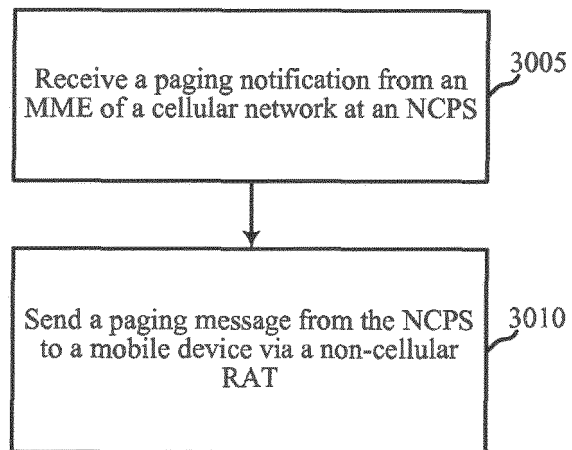 Receive a paging notification from an
MME of a cellular network at an NCPS
3005
Send a paging message from the NCPS
to a mobile device via a non-cellular
RAT
3010